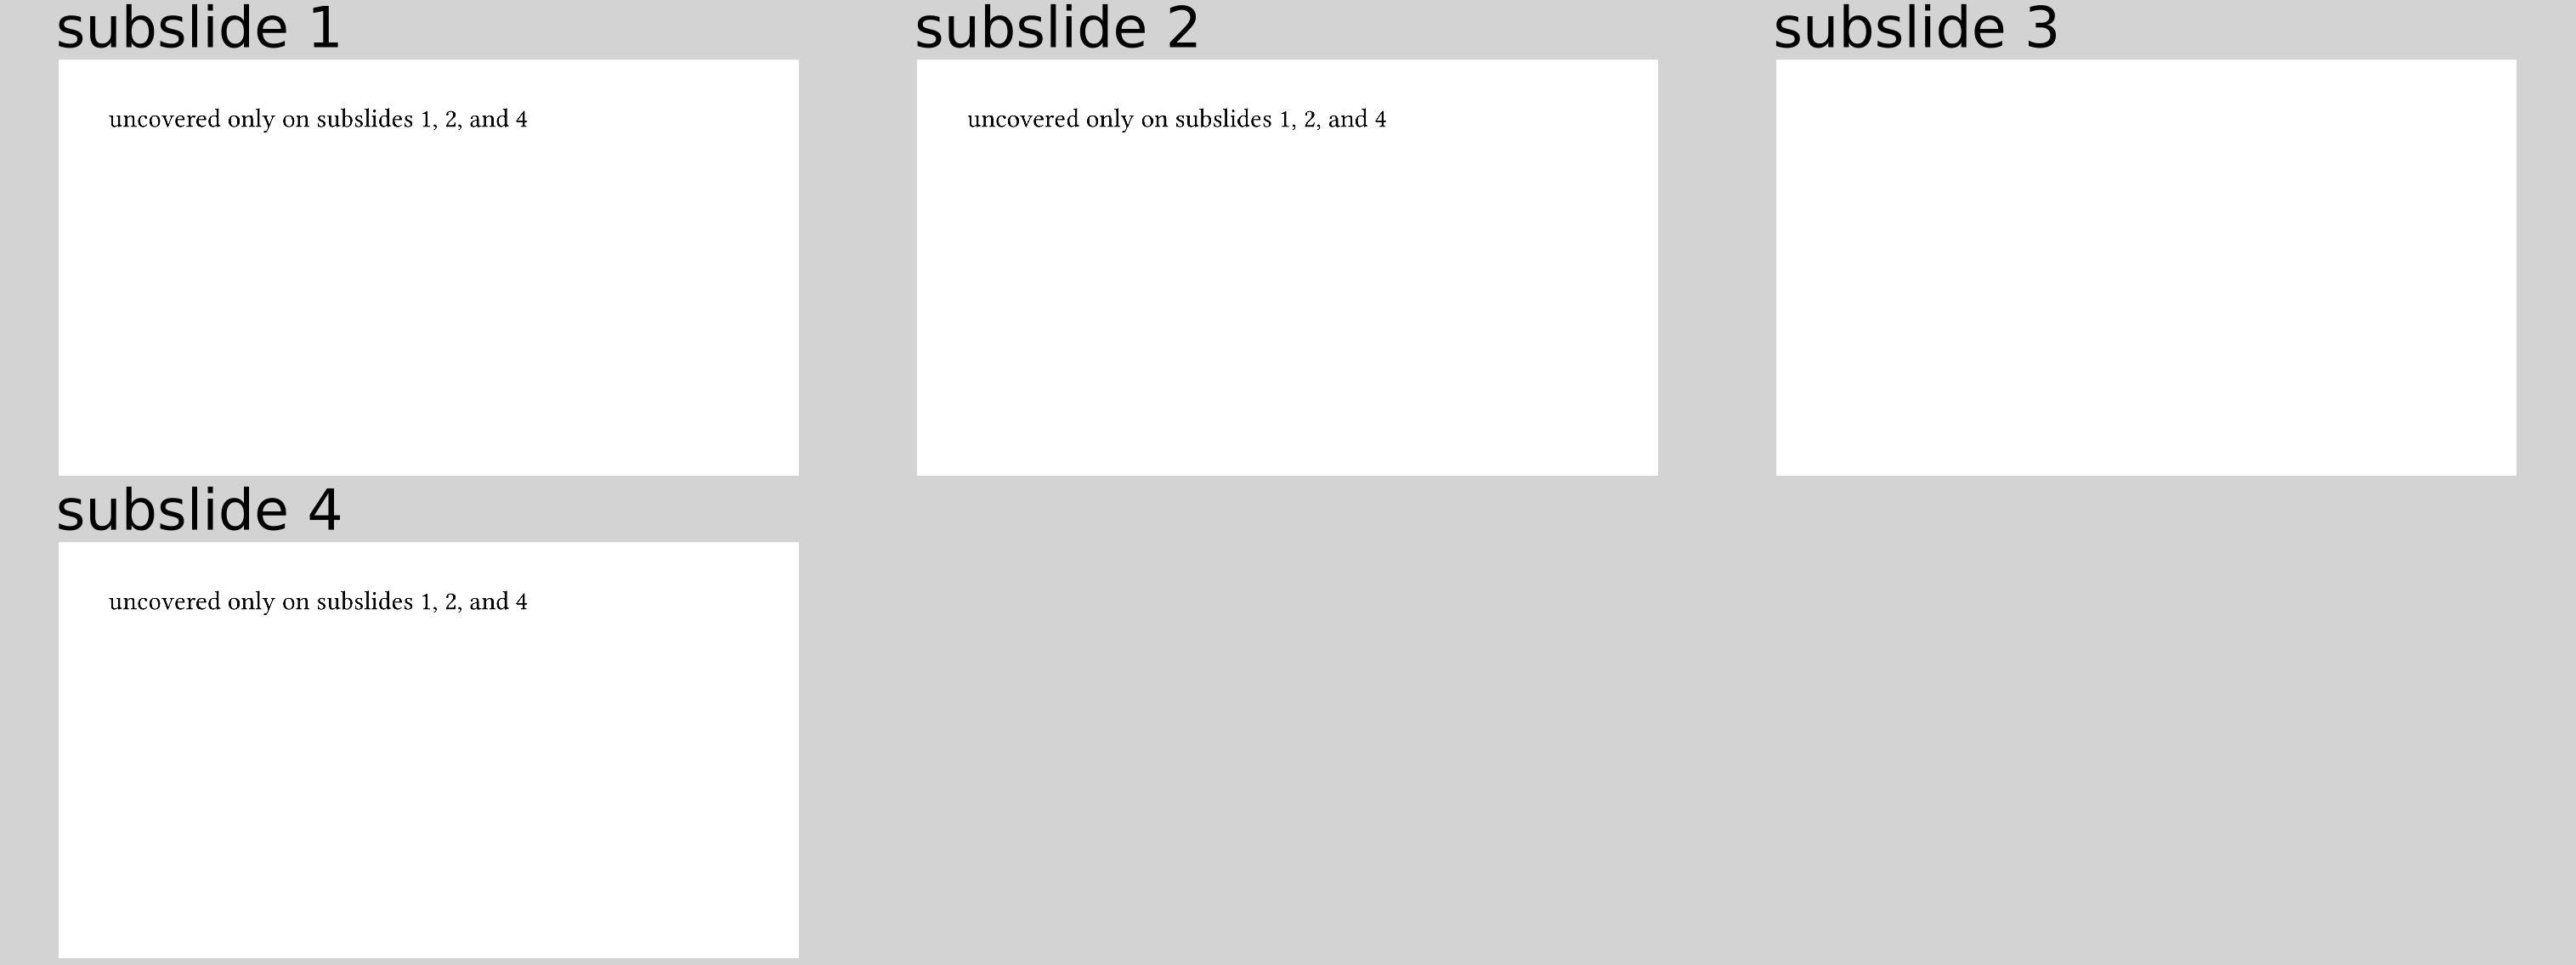 subslide 1
subslide 2
subslide 3
uncovered only on subslides 1, 2, and 4
uncovered only on subslides 1, 2, and 4
subslide 4
uncovered only on subslides 1, 2, and 4